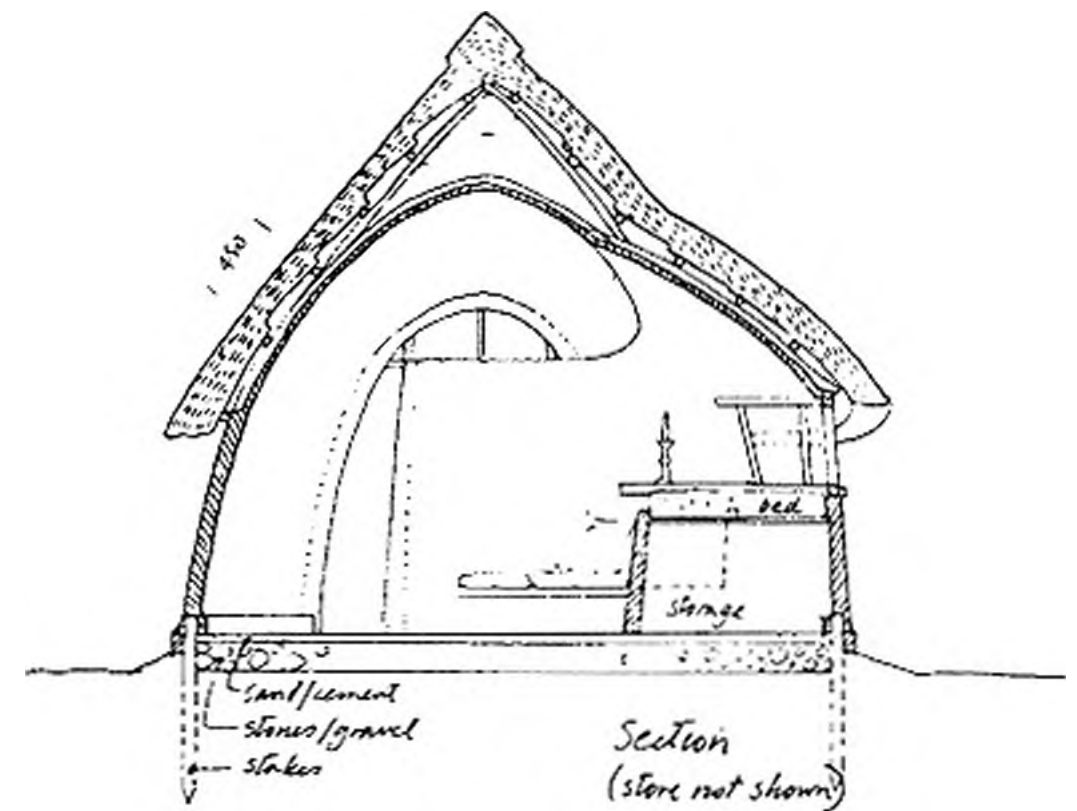 450
bed
storage
sand/cement
stones/gravel
stakes
Section
(store not shown)